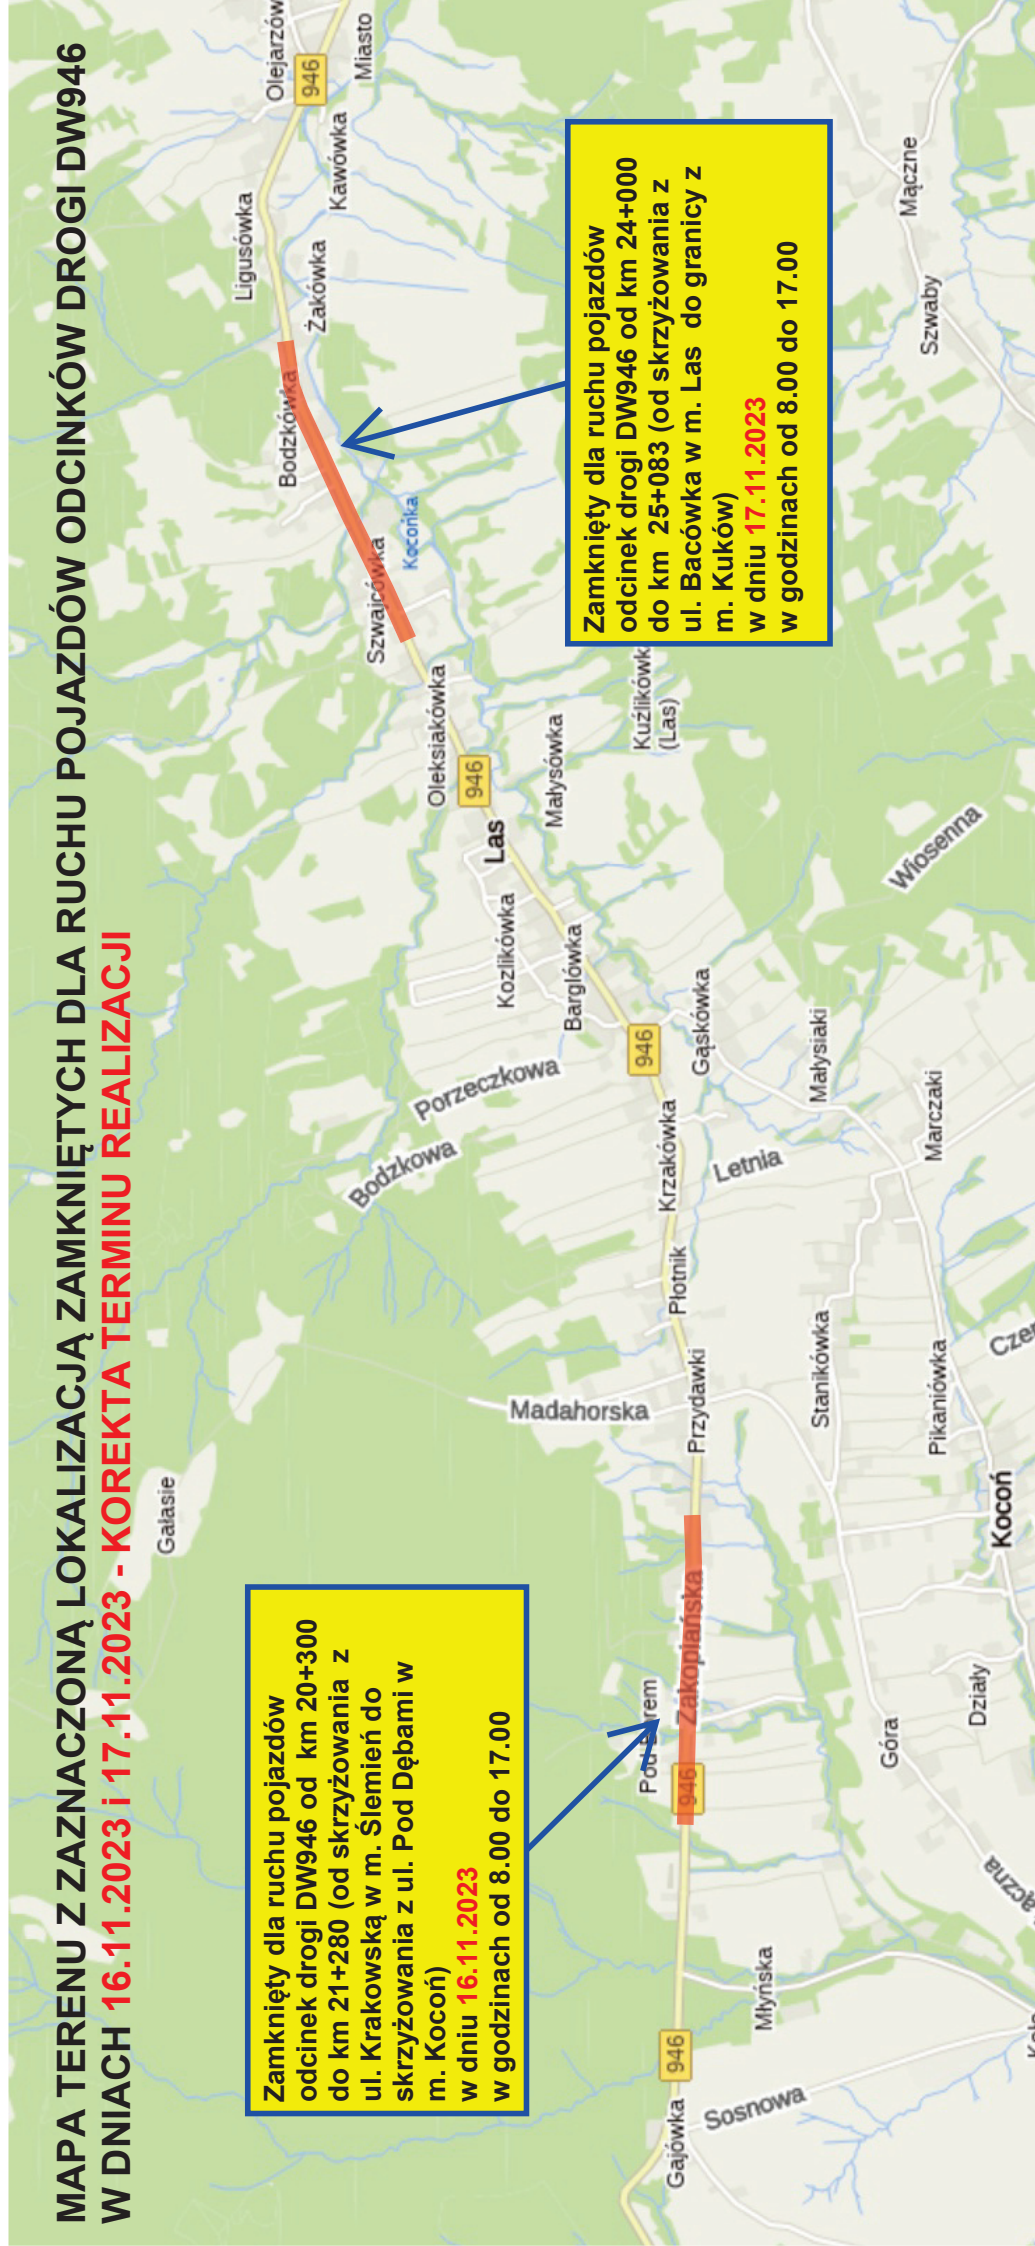 MAPA TERENU Z ZAZNACZONĄ LOKALIZACJĄ ZAMKNIĘTYCH DLA RUCHU POJAZDÓW ODCINKÓW DROGI DW946
W DNIACH 16.11.2023 i 17.11.2023 - KOREKTA TERMINU REALIZACJI
Zamknięty dla ruchu pojazdów
odcinek drogi DW946 od km 20+300
do km 21+280 (od skrzyżowania z
ul. Krakowską w m. Ślemień do
skrzyżowania z ul. Pod Dębami w
m. Kocoń)
w dniu 16.11.2023
w godzinach od 8.00 do 17.00
Zamknięty dla ruchu pojazdów
odcinek drogi DW946 od km 24+000
do km 25+083 (od skrzyżowania z
ul. Bacówka w m. Las do granicy z
m. Kuków)
w dniu 17.11.2023
w godzinach od 8.00 do 17.00
Gałasie
Bodzkowa
Porzeczkowa
Madahorska
Ligusówka
Olejarzów
946
Miasto
Kawówka
Żakówka
Bodzkówka
Szwajcówka
Kocońka
Oleksiakówka
946
Las
Małysówka
Kuźlikówk
(Las)
Kozlikówka
Barglówka
946
Gąskówka
Wiosenna
Krzakówka
Letnia
Płotnik
Przydawki
Zakopiańska
946
Młyńska
946
Gajówka
Sosnowa
Małysiaki
Marczaki
Stanikówka
Pikaniówka
Czer
Kocoń
Działy
Góra
Mączne
Szwaby